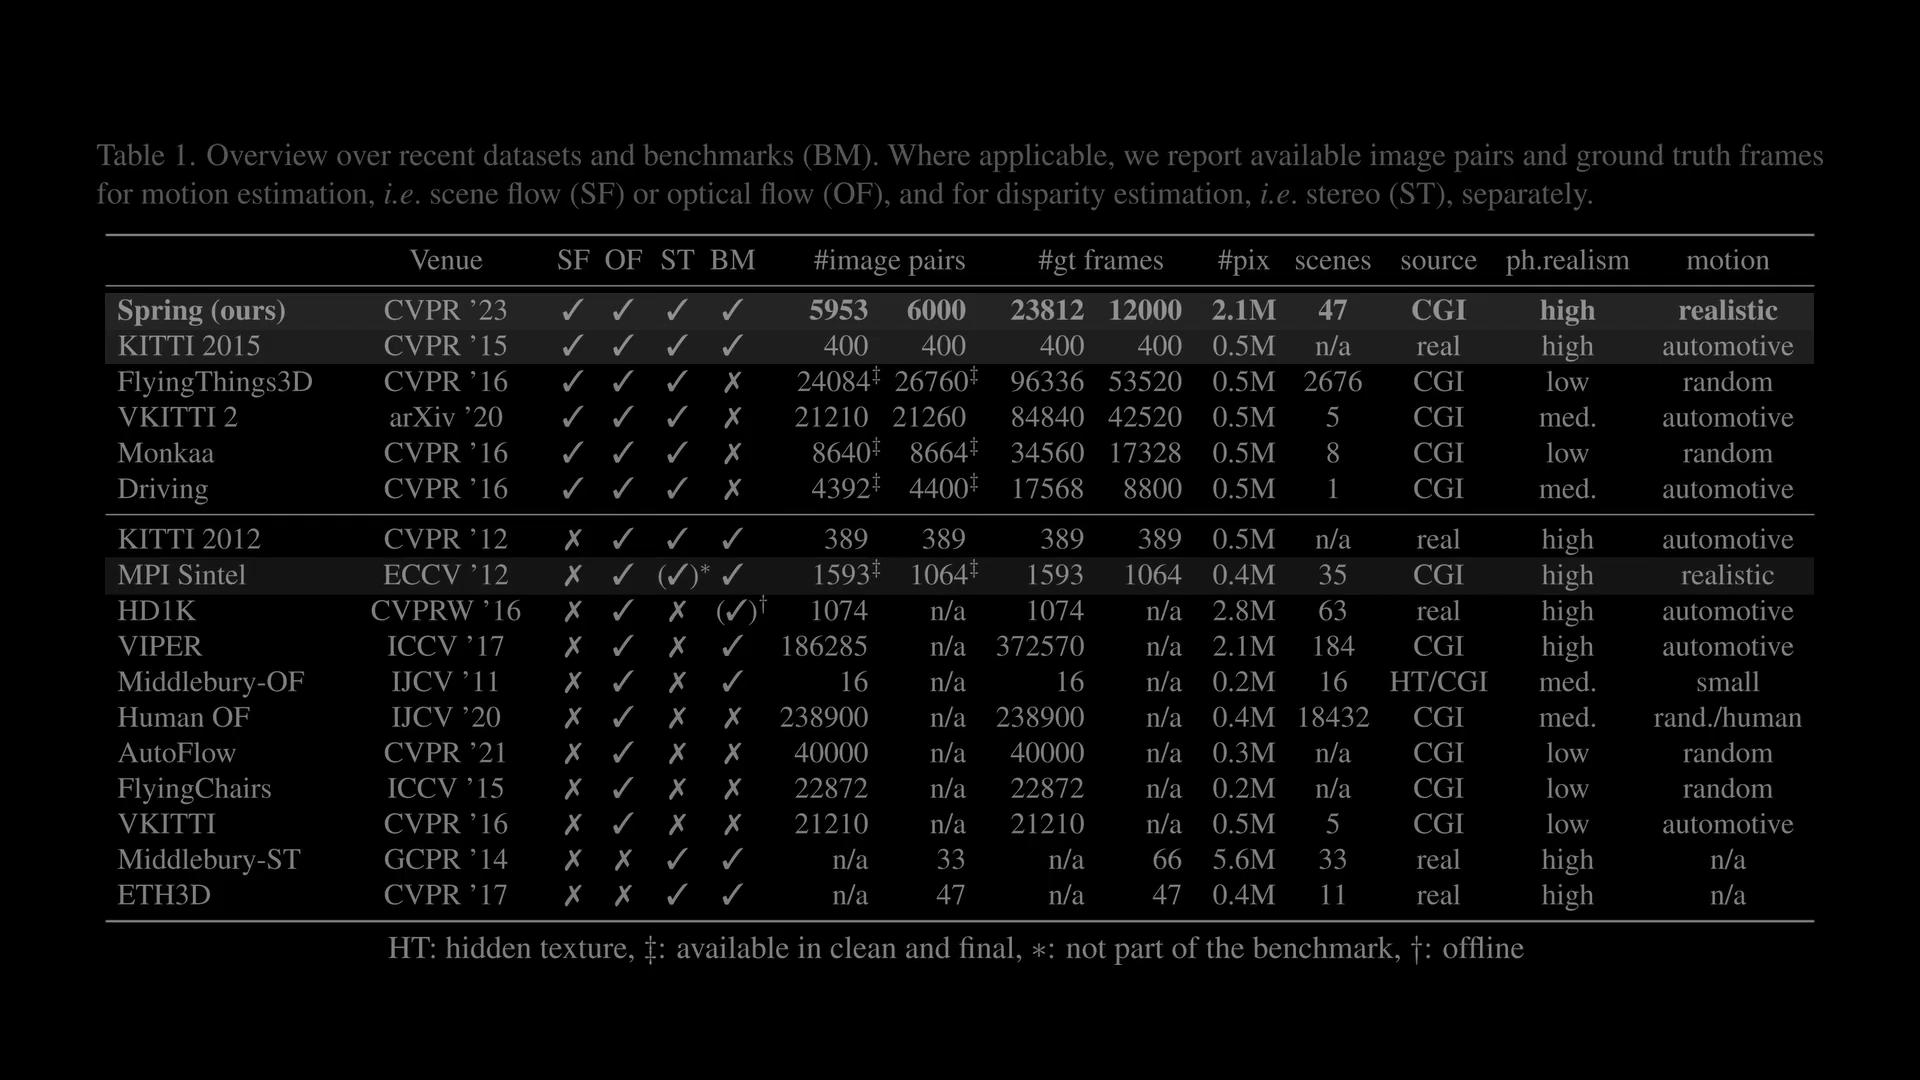 Table 1. Overview over recent datasets and benchmarks (BM). Where applicable, we report available image pairs and ground truth frames
for motion estimation, i.e. scene flow (SF) or optical flow (OF), and for disparity estimation, i.e. stereo (ST), separately.
Venue SF OF ST BM #image pairs #gt frames #pix scenes source ph.realism motion
Spring (ours) CVPR ’23 ✓ ✓ ✓ ✓ 5953 6000 23812 12000 2.1M 47 CGI high realistic
KITTI 2015 CVPR ’15 ✓ ✓ ✓ ✓ 400 400 400 400 0.5M n/a real high automotive
FlyingThings3D CVPR ’16 ✓ ✓ ✓ ✗ 24084‡ 26760‡ 96336 53520 0.5M 2676 CGI low random
VKITTI 2 arXiv ’20 ✓ ✓ ✓ ✗ 21210 21260 84840 42520 0.5M 5 CGI med. automotive
Monkaa CVPR ’16 ✓ ✓ ✓ ✗ 8640‡ 8664‡ 34560 17328 0.5M 8 CGI low random
Driving CVPR ’16 ✓ ✓ ✓ ✗ 4392‡ 4400‡ 17568 8800 0.5M 1 CGI med. automotive
KITTI 2012 CVPR ’12 ✗ ✓ ✓ ✓ 389 389 389 389 0.5M n/a real high automotive
MPI Sintel ECCV ’12 ✗ ✓ (✓)* ✓ 1593‡ 1064‡ 1593 1064 0.4M 35 CGI high realistic
HD1K CVPRW ’16 ✗ ✓ ✗ (✓)† 1074 n/a 1074 n/a 2.8M 63 real high automotive
VIPER ICCV ’17 ✗ ✓ ✗ ✓ 186285 n/a 372570 n/a 2.1M 184 CGI high automotive
Middlebury-OF IJCV ’11 ✗ ✓ ✗ ✓ 16 n/a 16 n/a 0.2M 16 HT/CGI med. small
Human OF IJCV ’20 ✗ ✓ ✗ ✗ 238900 n/a 238900 n/a 0.4M 18432 CGI med. rand./human
AutoFlow CVPR ’21 ✗ ✓ ✗ ✗ 40000 n/a 40000 n/a 0.3M n/a CGI low random
FlyingChairs ICCV ’15 ✗ ✓ ✗ ✗ 22872 n/a 22872 n/a 0.2M n/a CGI low random
VKITTI CVPR ’16 ✗ ✓ ✗ ✗ 21210 n/a 21210 n/a 0.5M 5 CGI low automotive
Middlebury-ST GCPR ’14 ✗ ✗ ✓ ✓ n/a 33 n/a 66 5.6M 33 real high n/a
ETH3D CVPR ’17 ✗ ✗ ✓ ✓ n/a 47 n/a 47 0.4M 11 real high n/a
HT: hidden texture, ‡: available in clean and final, *: not part of the benchmark, †: offline